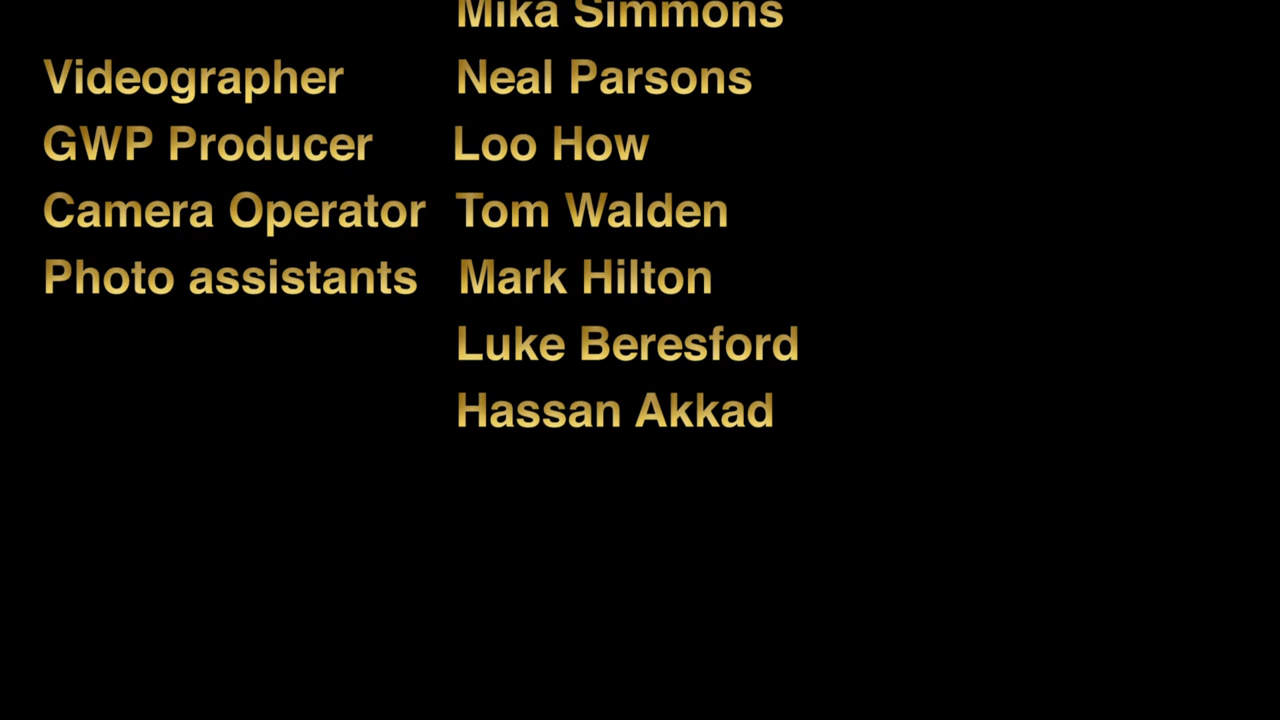 Mika Simmons
Videographer Neal Parsons
GWP Producer Loo How
Camera Operator Tom Walden
Photo assistants Mark Hilton
Luke Beresford
Hassan Akkad